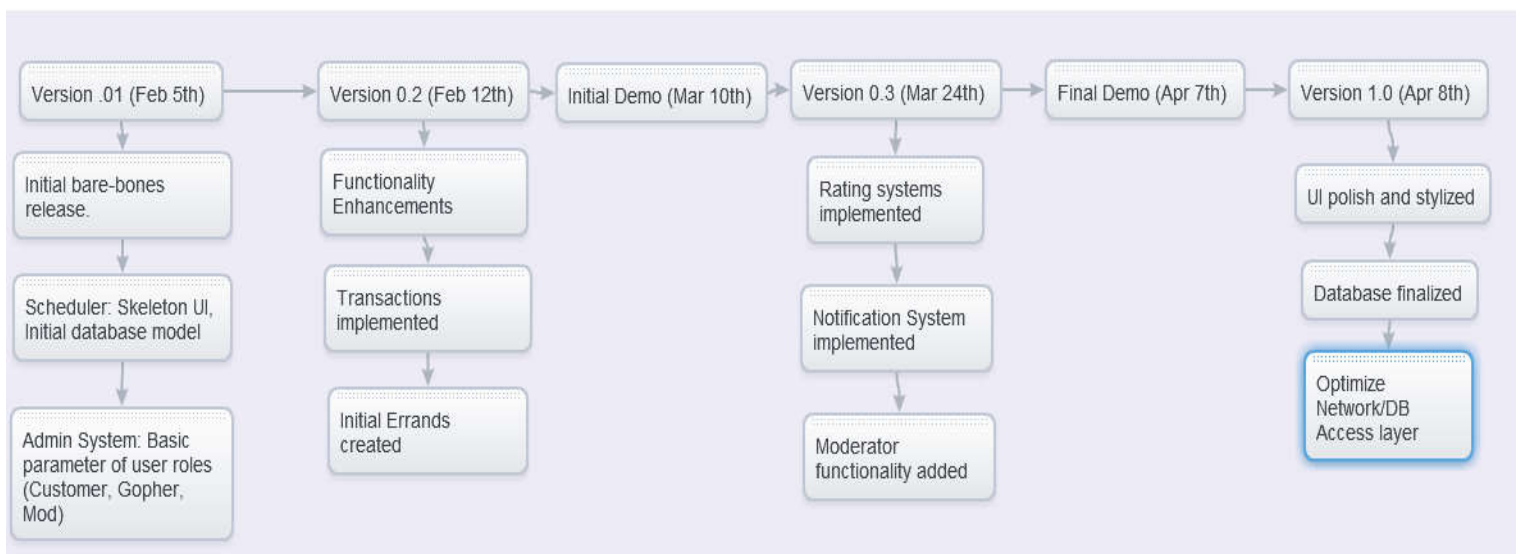 Version .01 (Feb 5th)
Version 0.2 (Feb 12th)
Initial Demo (Mar 10th)
Version 0.3 (Mar 24th)
Final Demo (Apr 7th)
Version 1.0 (Apr 8th)
Initial bare-bones
release.
Scheduler: Skeleton UI,
Initial database model
Admin System: Basic
parameter of user roles
(Customer, Gopher,
Mod)
Functionality
Enhancements
Transactions
implemented
Initial Errands
created
Rating systems
implemented
Notification System
implemented
Moderator
functionality added
UI polish and stylized
Database finalized
Optimize
Network/DB
Access layer